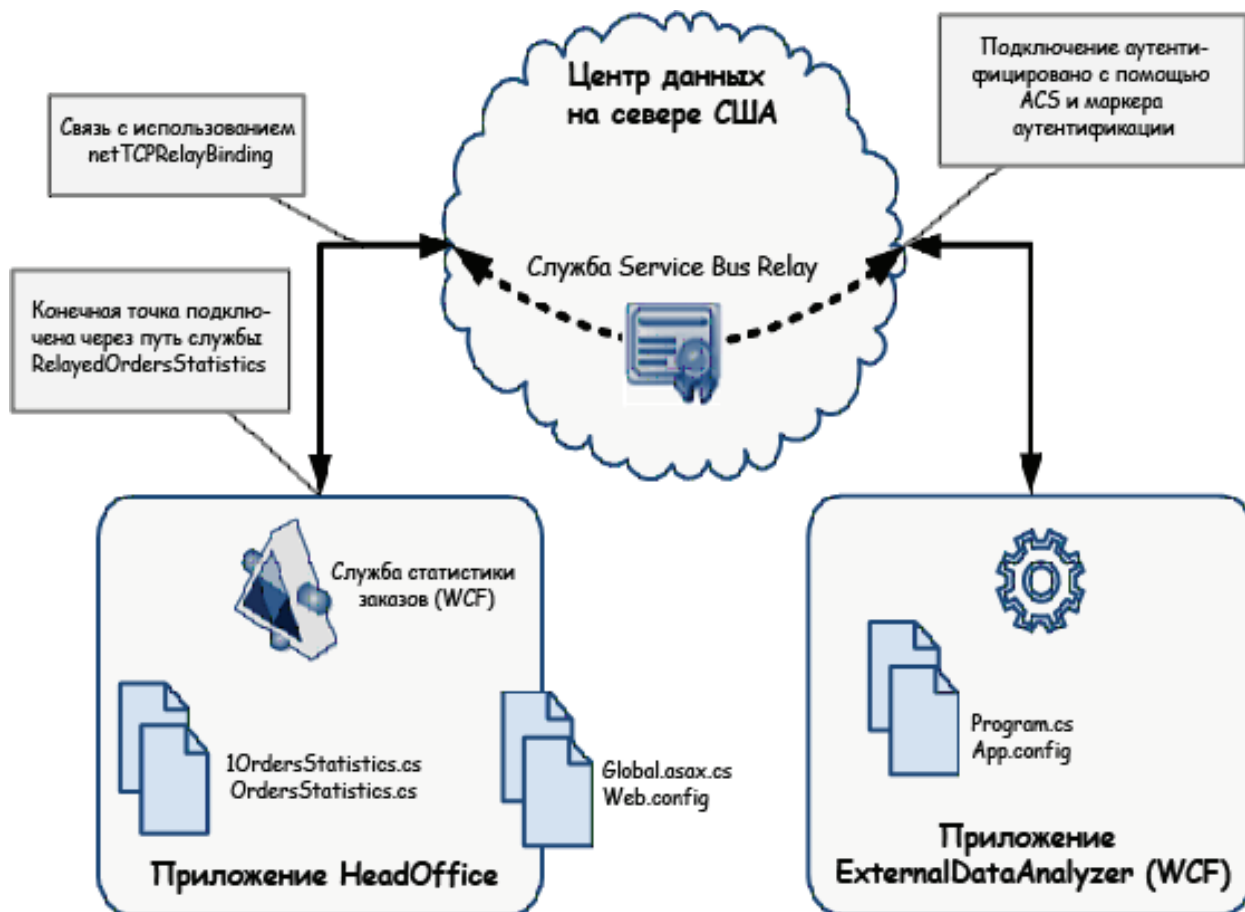 Центр данных
на севере США
Подключение аутенти-
фицировано с помощью
ACS и маркера
аутентификации
Связь с использованием
netTCPRelayBinding
Служба Service Bus Relay
Конечная точка подклю-
чена через путь службы
RelayedOrdersStatistics
Служба статистики
заказов (WCF)
1OrdersStatistics.cs
OrdersStatistics.cs
Global.asax.cs
Web.config
Приложение HeadOffice
Program.cs
App.config
Приложение
ExternalDataAnalyzer (WCF)